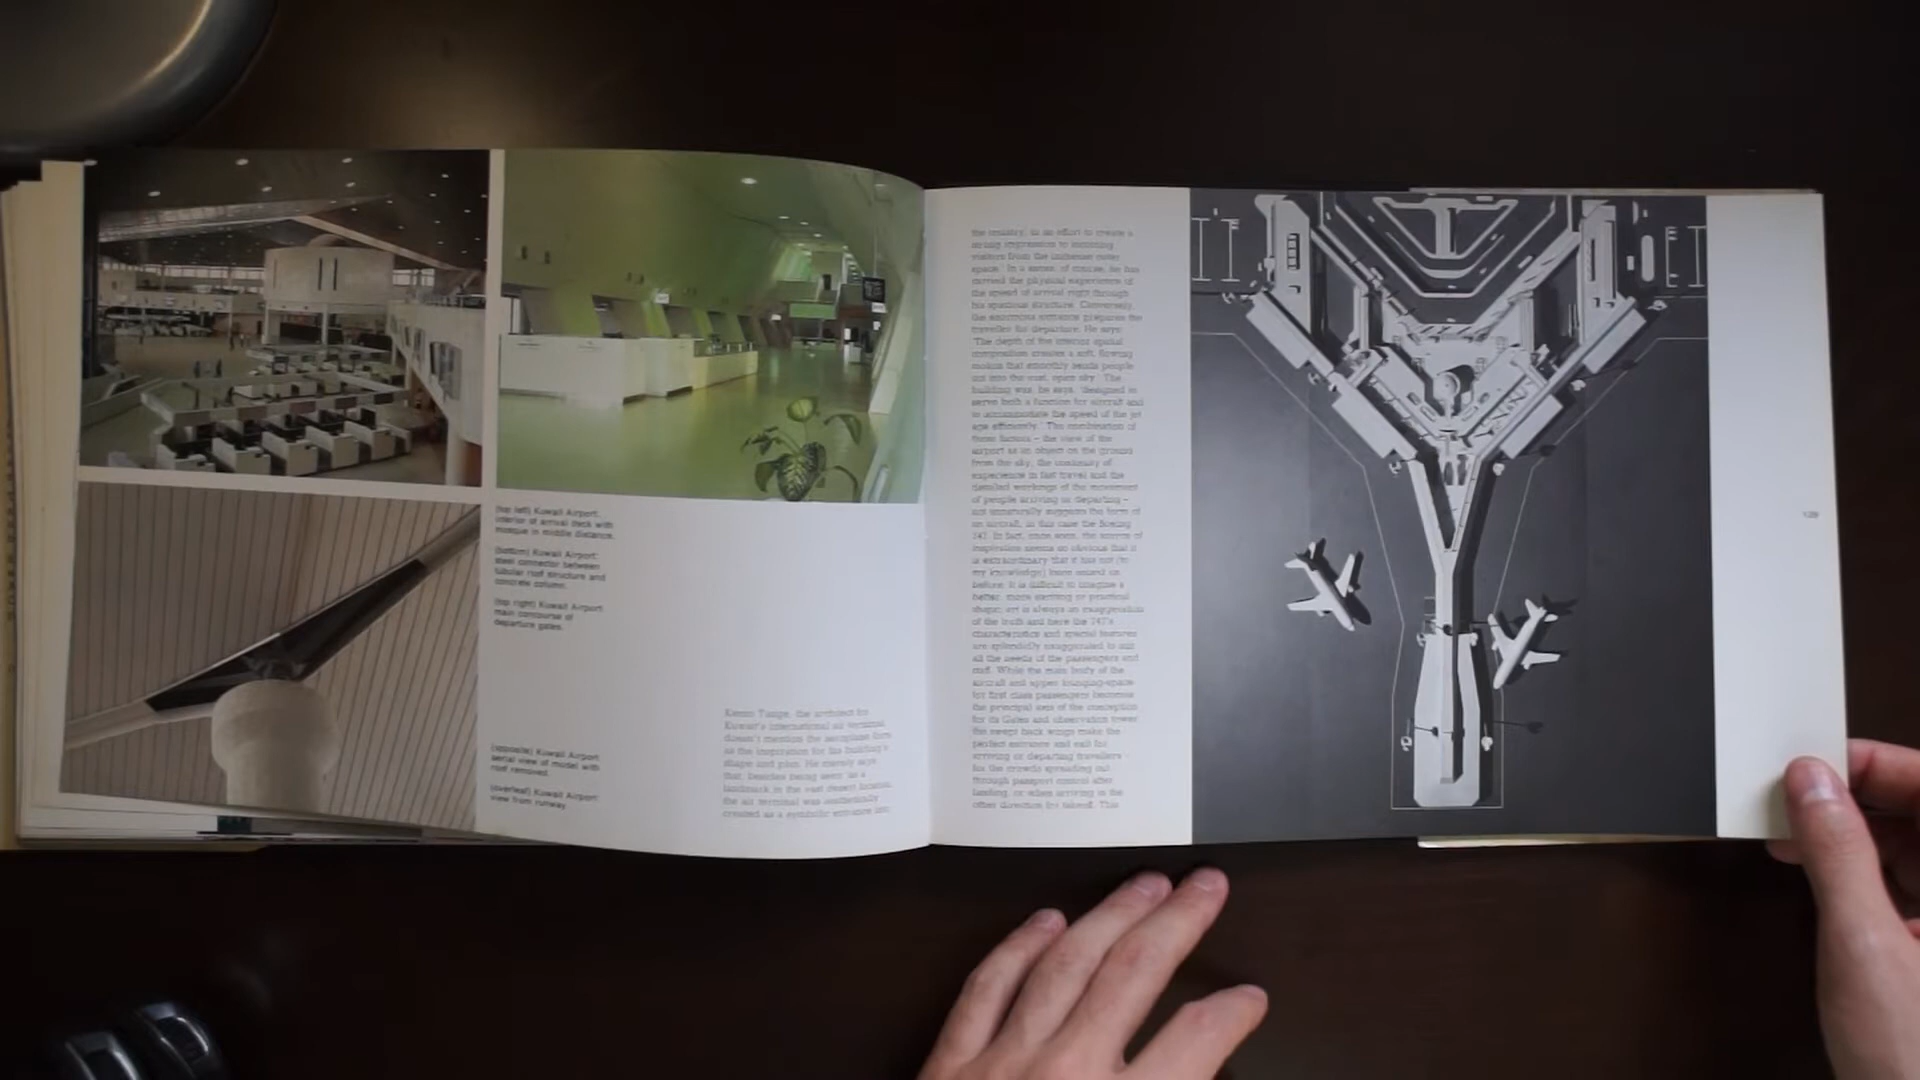 (top left) Kuwait Airport:
interior of arrival deck with
mosque in middle distance.
(bottom) Kuwait Airport:
steel connector between
tubular roof structure and
concrete column.
(top right) Kuwait Airport:
main concourse of
departure gates.
(opposite) Kuwait Airport:
aerial view of model with
roof removed.
(overleaf) Kuwait Airport:
view from runway.
Kenzo Tange, the architect for
Kuwait's international air terminal
doesn't mention the aeroplane form
as the inspiration for his building's
shape and plan. He merely says
that, besides being seen 'as a
landmark in the vast desert location,
the air terminal was aesthetically
created as a symbolic entrance into
the country, in an effort to create a
strong impression to incoming
visitors from the unknown outer
space.' In a sense, of course, he has
carried the physical experience of
the speed of arrival right through
his spacious structure. Conversely,
the enormous entrance prepares the
traveller for departure. He says:
'The depth of the interior spatial
composition creates a soft, flowing
motion that smoothly sends people
out into the vast, open sky.' The
building was, he says, 'designed to
serve both a function for aircraft and
to accommodate the speed of the jet
age efficiently.' The combination of
these factors – the view of the
airport as an object on the ground
from the sky, the continuity of
experience in fast travel and the
detailed workings of the movement
of people arriving or departing –
not unnaturally suggests the form of
an aircraft, in this case the Boeing
747. In fact, once seen, the source of
inspiration seems so obvious that it
is extraordinary that it has not (to
my knowledge) been seized on
before. It is difficult to imagine a
better, more exciting or practical
shape; art is always an exaggeration
of the truth and here the 747's
characteristics and special features
are splendidly exaggerated to suit
all the needs of the passengers and
staff. While the main body of the
aircraft and upper lounging-space
for first class passengers becomes
the principal axis of the conception
for its Gates and observation tower
the swept back wings make the
perfect entrance and exit for
arriving or departing travellers –
for the crowds spreading out
through passport control after
landing, or when arriving in the
other direction for takeoff. This